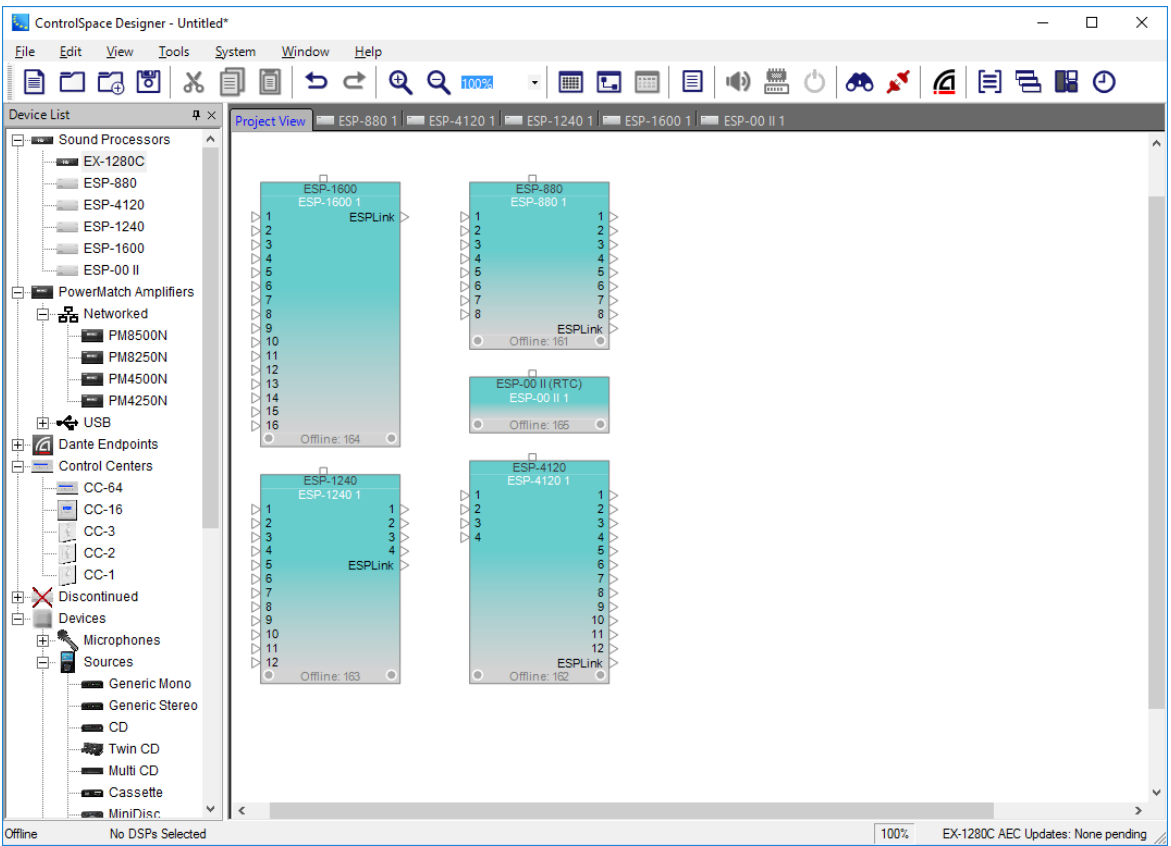 ControlSpace Designer - Untitled*
File Edit View Tools System Window Help
100%
Device List
Project View ESP-880 1 ESP-4120 1 ESP-1240 1 ESP-1600 1 ESP-00 II 1
Sound Processors
EX-1280C
ESP-880
ESP-4120
ESP-1240
ESP-1600
ESP-00 II
PowerMatch Amplifiers
Networked
PM8500N
PM8250N
PM4500N
PM4250N
USB
Dante Endpoints
Control Centers
CC-64
CC-16
CC-3
CC-2
CC-1
Discontinued
Devices
Microphones
Sources
Generic Mono
Generic Stereo
CD
Twin CD
Multi CD
Cassette
MiniDisc
ESP-1600
ESP-1600 1
1 ESPLink
2
3
4
5
6
7
8
9
10
11
12
13
14
15
16
Offline: 164
ESP-880
ESP-880 1
1 1
2 2
3 3
4 4
5 5
6 6
7 7
8 8
ESPLink
Offline: 161
ESP-00 II (RTC)
ESP-00 II 1
Offline: 165
ESP-1240
ESP-1240 1
1 1
2 2
3 3
4 4
5 ESPLink
6
7
8
9
10
11
12
Offline: 163
ESP-4120
ESP-4120 1
1 1
2 2
3 3
4 4
5
6
7
8
9
10
11
12
ESPLink
Offline: 162
Offline No DSPs Selected 100% EX-1280C AEC Updates: None pending